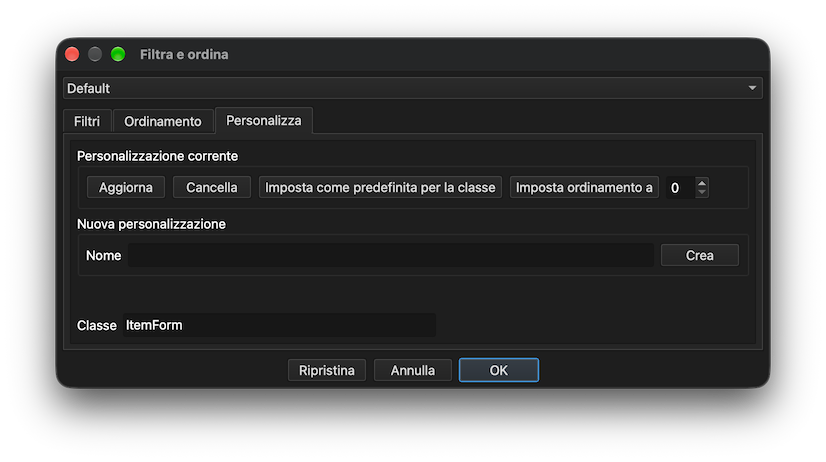 Filtra e ordina
Default
Filtri Ordinamento Personalizza
Personalizzazione corrente
Aggiorna Cancella Imposta come predefinita per la classe Imposta ordinamento a 0
Nuova personalizzazione
Nome Crea
Classe ItemForm
Ripristina Annulla OK